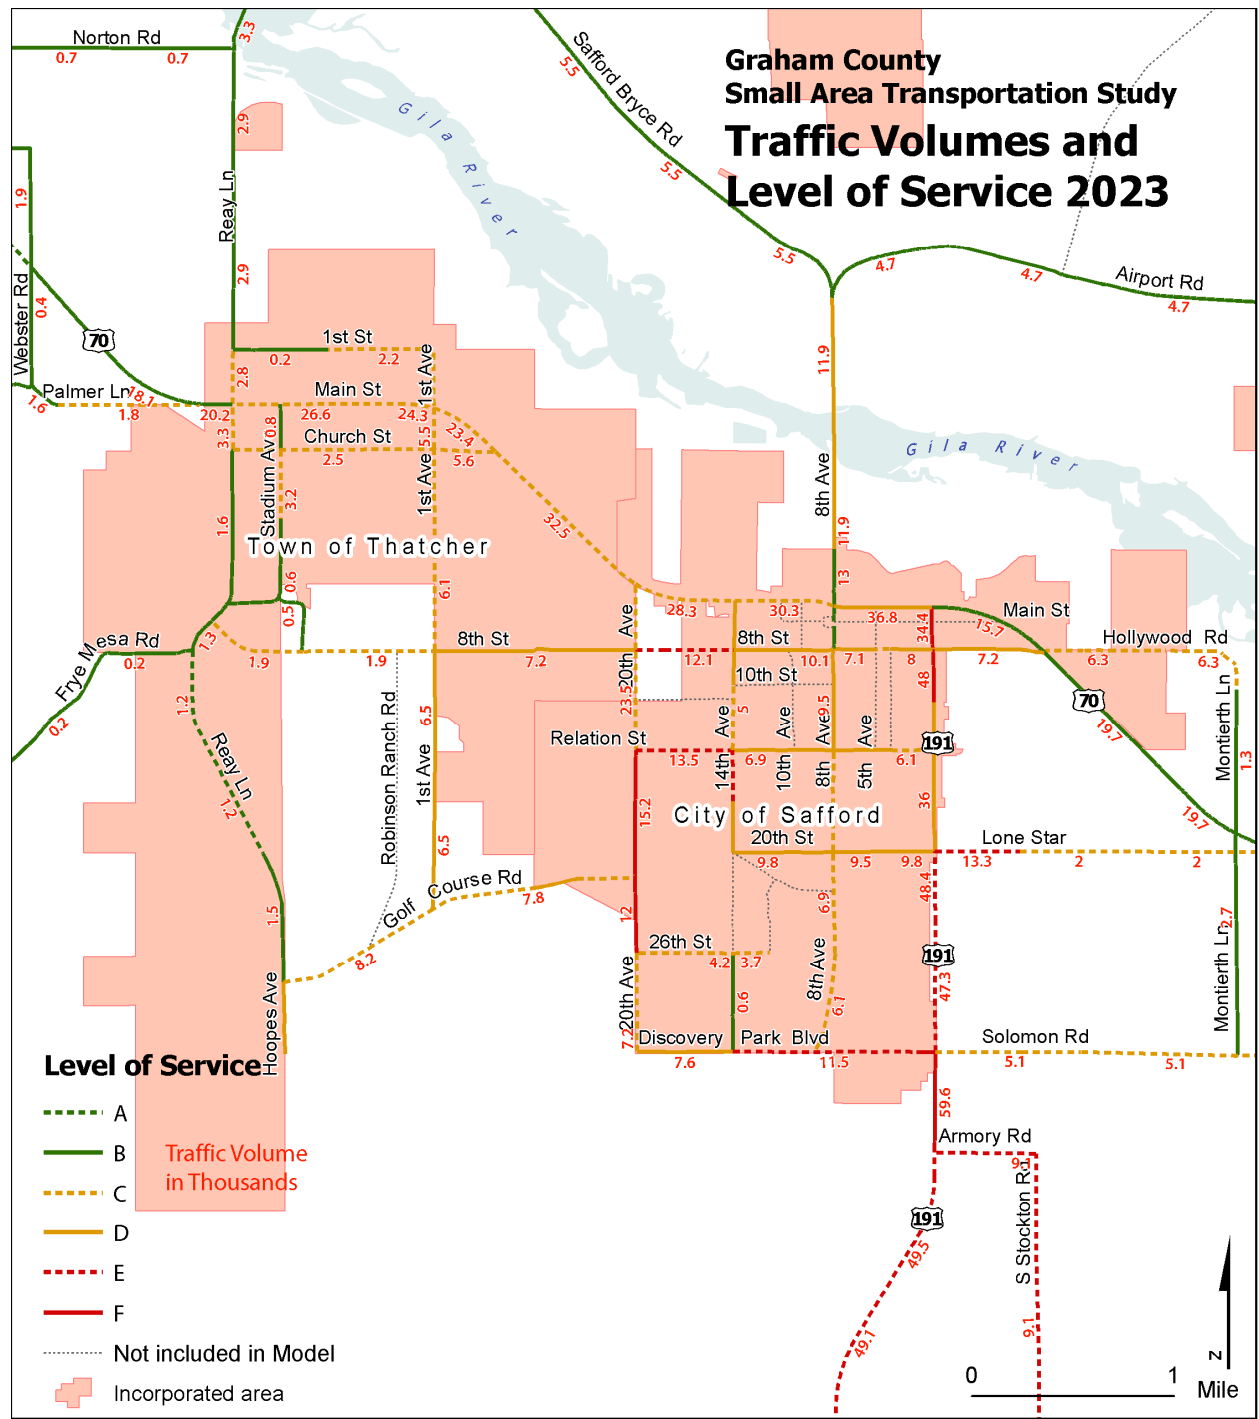 Graham County
Small Area Transportation Study
Traffic Volumes and
Level of Service 2023
Norton Rd
0.7
0.7
3.3
Safford Bryce Rd
5.5
5.5
5.5
Gila River
2.9
Reay Ln
2.9
1.9
Webster Rd
0.4
70
4.7
4.7
Airport Rd
4.7
1st St
0.2
2.2
1st Ave
2.8
11.9
Palmer Ln
18.1
1.6
1.8
20.2
Main St
26.6
24.3
3.3
0.8
Church St
2.5
5.5
23.4
5.6
Gila River
Stadium Av
3.2
1st Ave
8th Ave
1.6
32.5
11.9
Town of Thatcher
0.6
6.1
13
0.5
28.3
30.3
36.8
34.4
15.7
Main St
Frye Mesa Rd
0.2
0.2
1.3
1.9
1.9
8th St
7.2
20th Ave
12.1
8th St
10.1
7.1
8
7.2
Hollywood Rd
6.3
6.3
10th St
48
23.5
5
9.5
1.2
6.5
70
19.7
Montierth Ln
1.3
Reay Ln
1.2
Robinson Ranch Rd
1st Ave
6.5
Relation St
13.5
14th Ave
6.9
10th Ave
8th Ave
5th Ave
6.1
191
36
15.2
City of Safford
19.7
20th St
9.8
9.5
9.8
Lone Star
13.3
2
2
48.4
Golf Course Rd
7.8
8.2
12
6.9
1.5
2.7
26th St
4.2
3.7
8th Ave
191
47.3
Hoopes Ave
20th Ave
7.2
0.6
6.1
Montierth Ln
Discovery Park Blvd
7.6
11.5
Solomon Rd
5.1
5.1
59.6
Armory Rd
9.1
S Stockton Rd
191
49.5
49.1
9.1
Level of Service
A
B
C
D
E
F
Not included in Model
Incorporated area
Traffic Volume
in Thousands
N
0
1
Mile